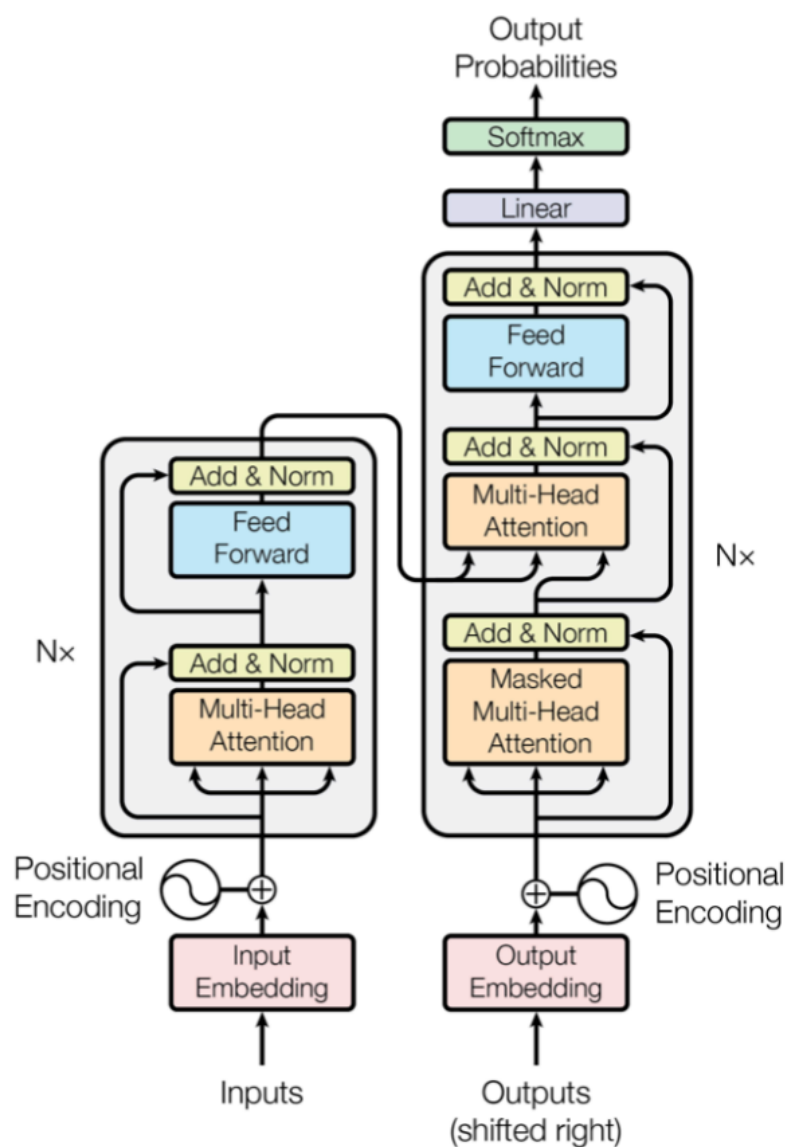 Output
Probabilities
Softmax
Linear
Add & Norm
Feed
Forward
Add & Norm
Multi-Head
Attention
Add & Norm
Masked
Multi-Head
Attention
Nx
Add & Norm
Feed
Forward
Add & Norm
Multi-Head
Attention
Nx
Positional
Encoding
Positional
Encoding
Input
Embedding
Output
Embedding
Inputs
Outputs
(shifted right)